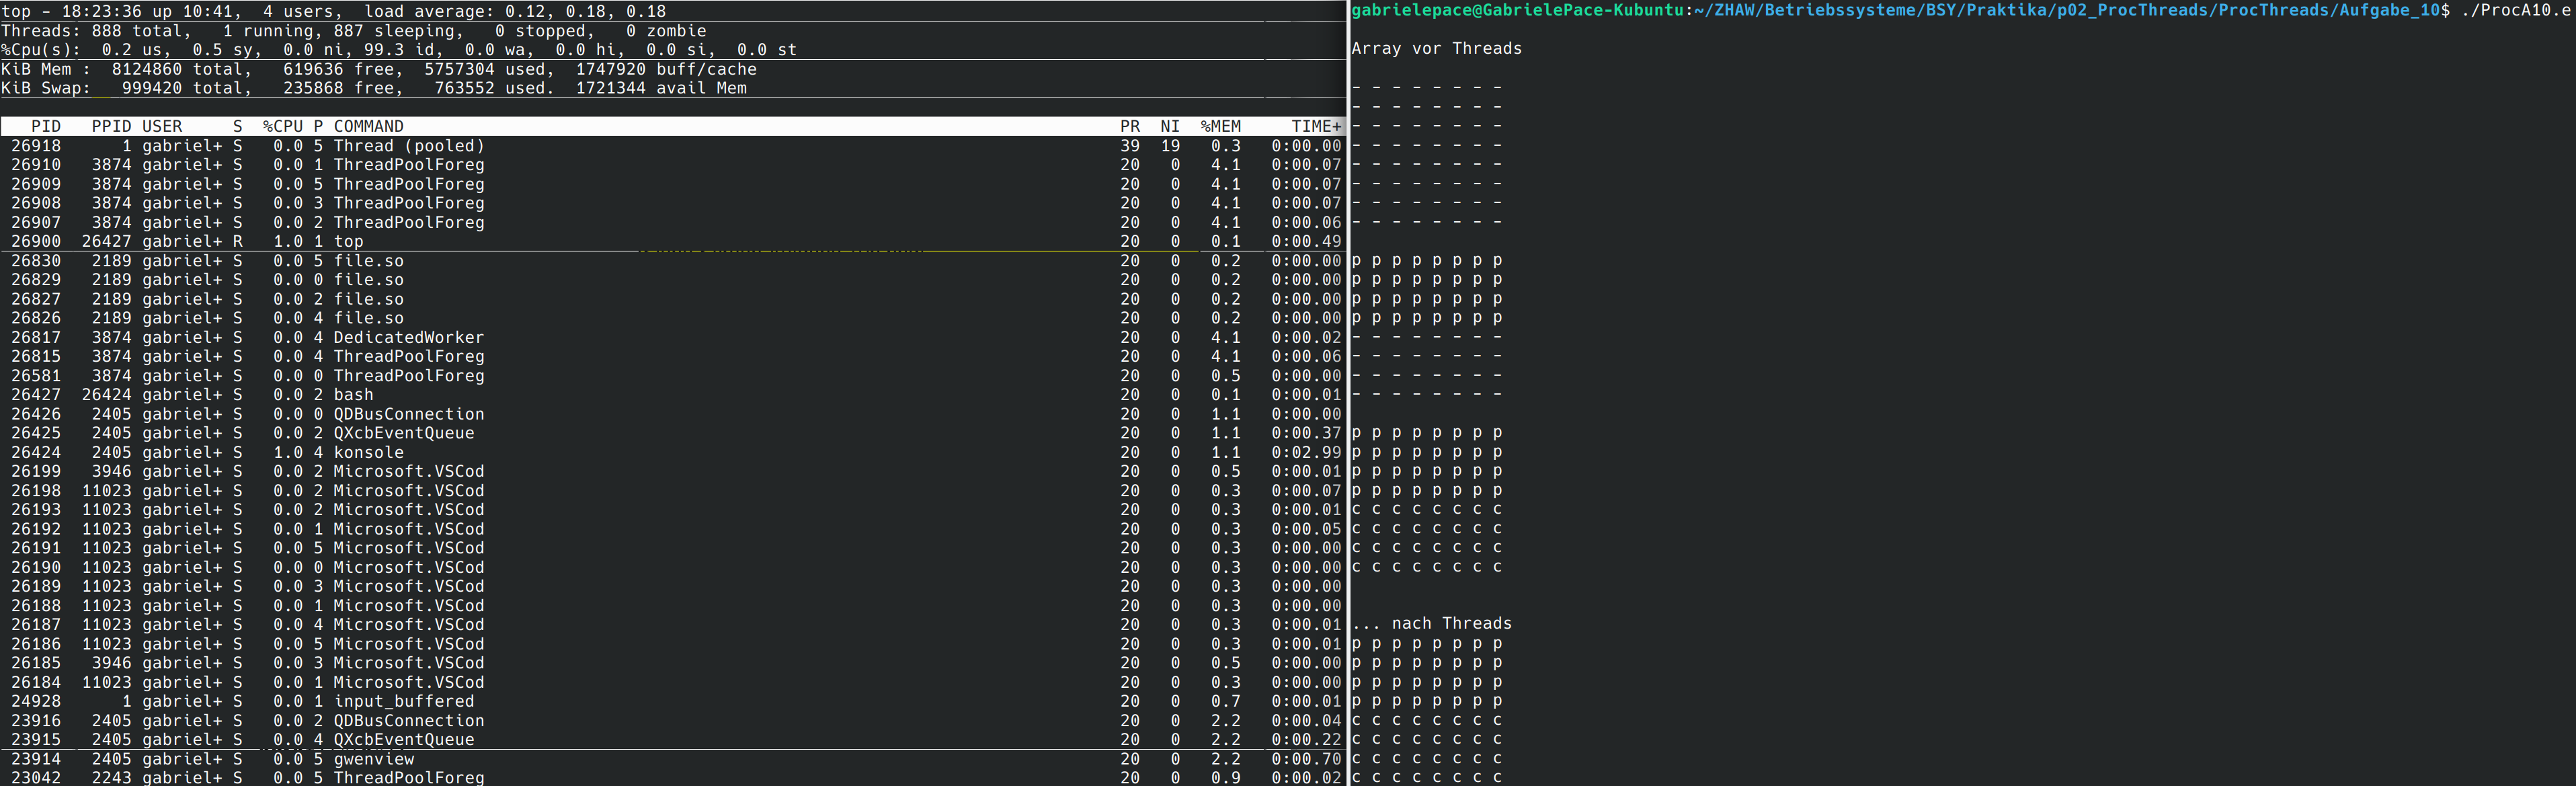 top - 18:23:36 up 10:41,  4 users,  load average: 0.12, 0.18, 0.18
Threads: 888 total,   1 running, 887 sleeping,   0 stopped,   0 zombie
%Cpu(s):  0.2 us,  0.5 sy,  0.0 ni, 99.3 id,  0.0 wa,  0.0 hi,  0.0 si,  0.0 st
KiB Mem :  8124860 total,   619636 free,  5757304 used,  1747920 buff/cache
KiB Swap:   999420 total,   235868 free,   763552 used.  1721344 avail Mem
PID PPID USER S %CPU P COMMAND PR NI %MEM TIME+
26918 1 gabriel+ S 0.0 5 Thread (pooled) 39 19 0.3 0:00.00
26910 3874 gabriel+ S 0.0 1 ThreadPoolForeg 20 0 4.1 0:00.07
26909 3874 gabriel+ S 0.0 5 ThreadPoolForeg 20 0 4.1 0:00.07
26908 3874 gabriel+ S 0.0 3 ThreadPoolForeg 20 0 4.1 0:00.07
26907 3874 gabriel+ S 0.0 2 ThreadPoolForeg 20 0 4.1 0:00.06
26900 26427 gabriel+ R 1.0 1 top 20 0 0.1 0:00.49
26830 2189 gabriel+ S 0.0 5 file.so 20 0 0.2 0:00.00
26829 2189 gabriel+ S 0.0 0 file.so 20 0 0.2 0:00.00
26827 2189 gabriel+ S 0.0 2 file.so 20 0 0.2 0:00.00
26826 2189 gabriel+ S 0.0 4 file.so 20 0 0.2 0:00.00
26817 3874 gabriel+ S 0.0 4 DedicatedWorker 20 0 4.1 0:00.02
26815 3874 gabriel+ S 0.0 4 ThreadPoolForeg 20 0 4.1 0:00.06
26581 3874 gabriel+ S 0.0 0 ThreadPoolForeg 20 0 0.5 0:00.00
26427 26424 gabriel+ S 0.0 2 bash 20 0 0.1 0:00.01
26426 2405 gabriel+ S 0.0 0 QDBusConnection 20 0 1.1 0:00.00
26425 2405 gabriel+ S 0.0 2 QXcbEventQueue 20 0 1.1 0:00.37
26424 2405 gabriel+ S 1.0 4 konsole 20 0 1.1 0:02.99
26199 3946 gabriel+ S 0.0 2 Microsoft.VSCod 20 0 0.5 0:00.01
26198 11023 gabriel+ S 0.0 2 Microsoft.VSCod 20 0 0.3 0:00.07
26193 11023 gabriel+ S 0.0 2 Microsoft.VSCod 20 0 0.3 0:00.01
26192 11023 gabriel+ S 0.0 1 Microsoft.VSCod 20 0 0.3 0:00.05
26191 11023 gabriel+ S 0.0 5 Microsoft.VSCod 20 0 0.3 0:00.00
26190 11023 gabriel+ S 0.0 0 Microsoft.VSCod 20 0 0.3 0:00.00
26189 11023 gabriel+ S 0.0 3 Microsoft.VSCod 20 0 0.3 0:00.00
26188 11023 gabriel+ S 0.0 1 Microsoft.VSCod 20 0 0.3 0:00.00
26187 11023 gabriel+ S 0.0 4 Microsoft.VSCod 20 0 0.3 0:00.01
26186 11023 gabriel+ S 0.0 5 Microsoft.VSCod 20 0 0.3 0:00.01
26185 3946 gabriel+ S 0.0 3 Microsoft.VSCod 20 0 0.5 0:00.00
26184 11023 gabriel+ S 0.0 1 Microsoft.VSCod 20 0 0.3 0:00.00
24928 1 gabriel+ S 0.0 1 input_buffered 20 0 0.7 0:00.01
23916 2405 gabriel+ S 0.0 2 QDBusConnection 20 0 2.2 0:00.04
23915 2405 gabriel+ S 0.0 4 QXcbEventQueue 20 0 2.2 0:00.22
23914 2405 gabriel+ S 0.0 5 gwenview 20 0 2.2 0:00.70
23042 2243 gabriel+ S 0.0 5 ThreadPoolForeg 20 0 0.9 0:00.02
gabrielepace@GabrielePace-Kubuntu:~/ZHAW/Betriebssysteme/BSY/Praktika/p02_ProcThreads/ProcThreads/Aufgabe_10$ ./ProcA10.e
Array vor Threads
- - - - - - - -
- - - - - - - -
- - - - - - - -
- - - - - - - -
- - - - - - - -
- - - - - - - -
- - - - - - - -
- - - - - - - -
p p p p p p p p
p p p p p p p p
p p p p p p p p
p p p p p p p p
- - - - - - - -
- - - - - - - -
- - - - - - - -
- - - - - - - -
p p p p p p p p
p p p p p p p p
p p p p p p p p
p p p p p p p p
c c c c c c c c
c c c c c c c c
c c c c c c c c
c c c c c c c c
... nach Threads
p p p p p p p p
p p p p p p p p
p p p p p p p p
p p p p p p p p
c c c c c c c c
c c c c c c c c
c c c c c c c c
c c c c c c c c